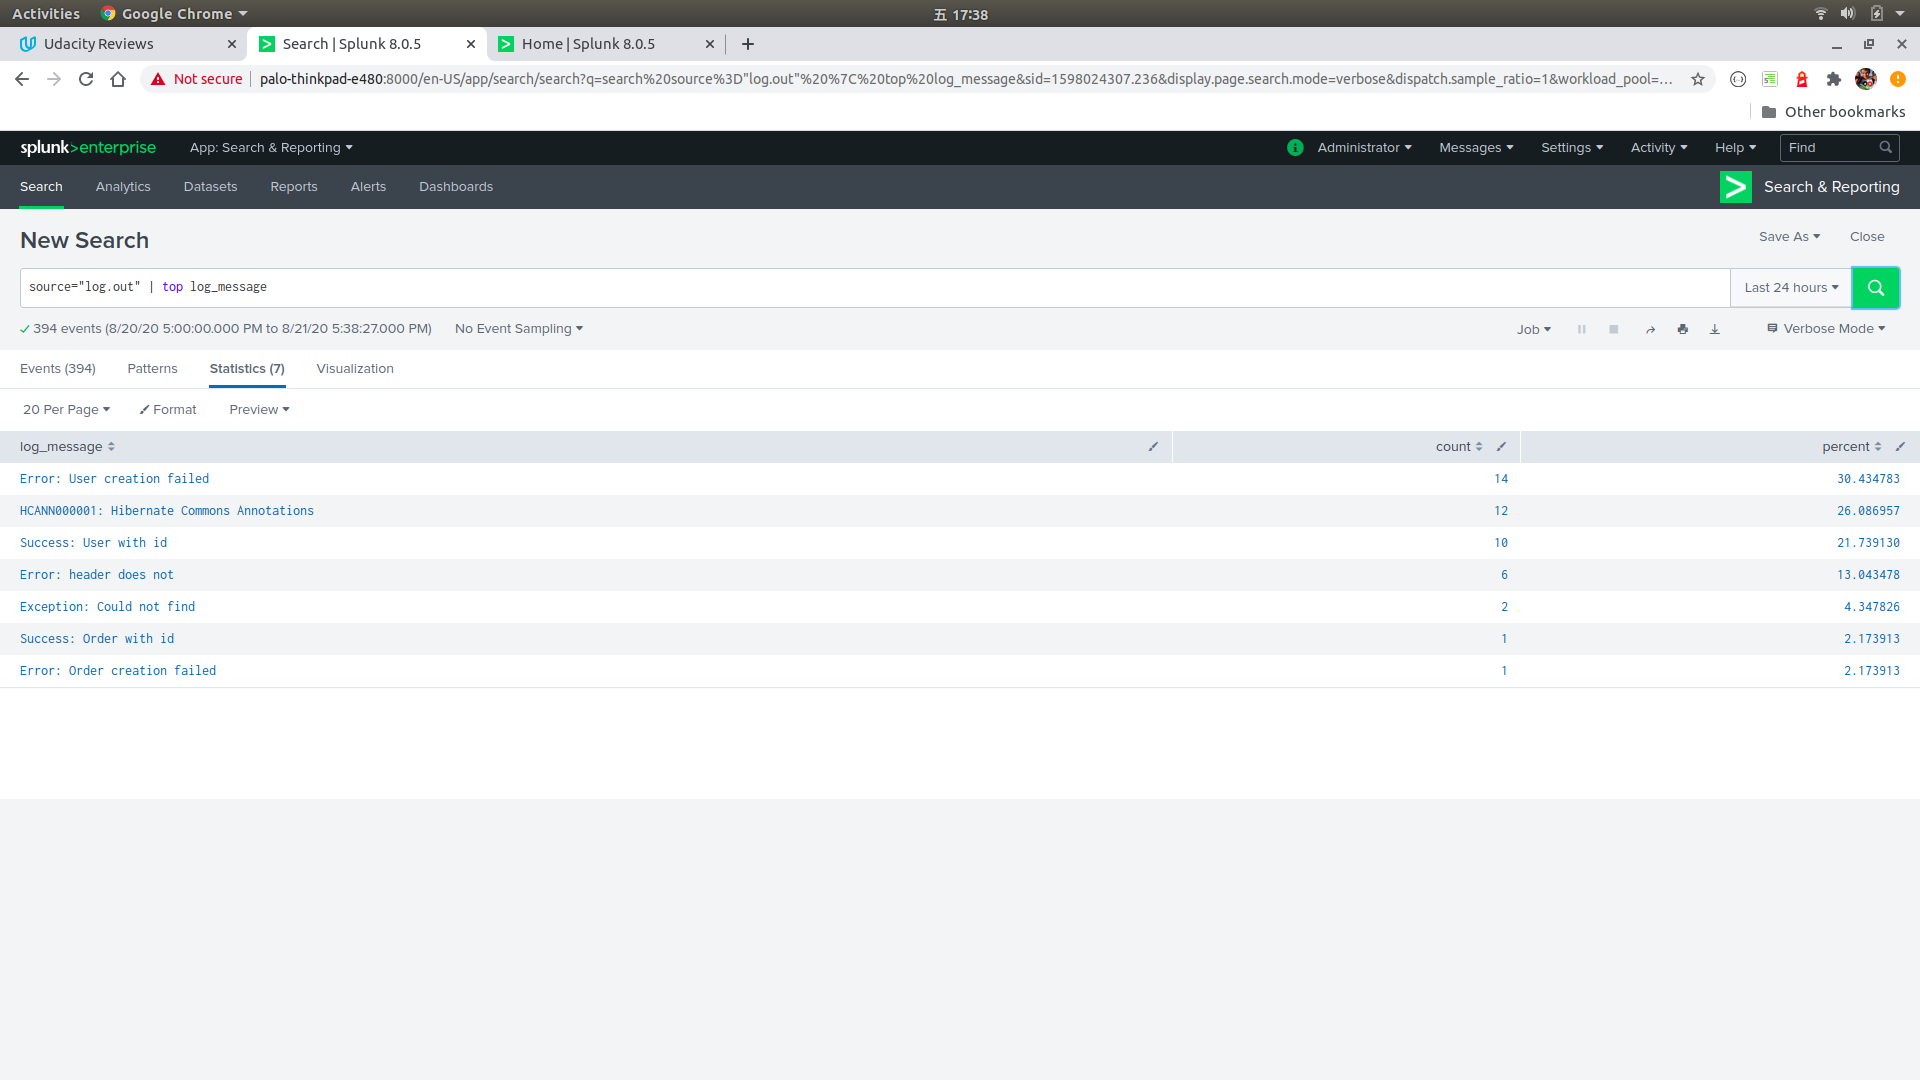 Activities Google Chrome 五 17:38
Udacity Reviews Search | Splunk 8.0.5 Home | Splunk 8.0.5
Not secure palo-thinkpad-e480:8000/en-US/app/search/search?q=search%20source%3D"log.out"%20%7C%20top%20log_message&sid=1598024307.236&display.page.search.mode=verbose&dispatch.sample_ratio=1&workload_pool=...
Other bookmarks
splunk>enterprise App: Search & Reporting Administrator Messages Settings Activity Help Find
Search Analytics Datasets Reports Alerts Dashboards Search & Reporting
New Search Save As Close
source="log.out" | top log_message Last 24 hours
394 events (8/20/20 5:00:00.000 PM to 8/21/20 5:38:27.000 PM) No Event Sampling Job Verbose Mode
Events (394) Patterns Statistics (7) Visualization
20 Per Page Format Preview
log_message count percent
Error: User creation failed 14 30.434783
HCANN000001: Hibernate Commons Annotations 12 26.086957
Success: User with id 10 21.739130
Error: header does not 6 13.043478
Exception: Could not find 2 4.347826
Success: Order with id 1 2.173913
Error: Order creation failed 1 2.173913